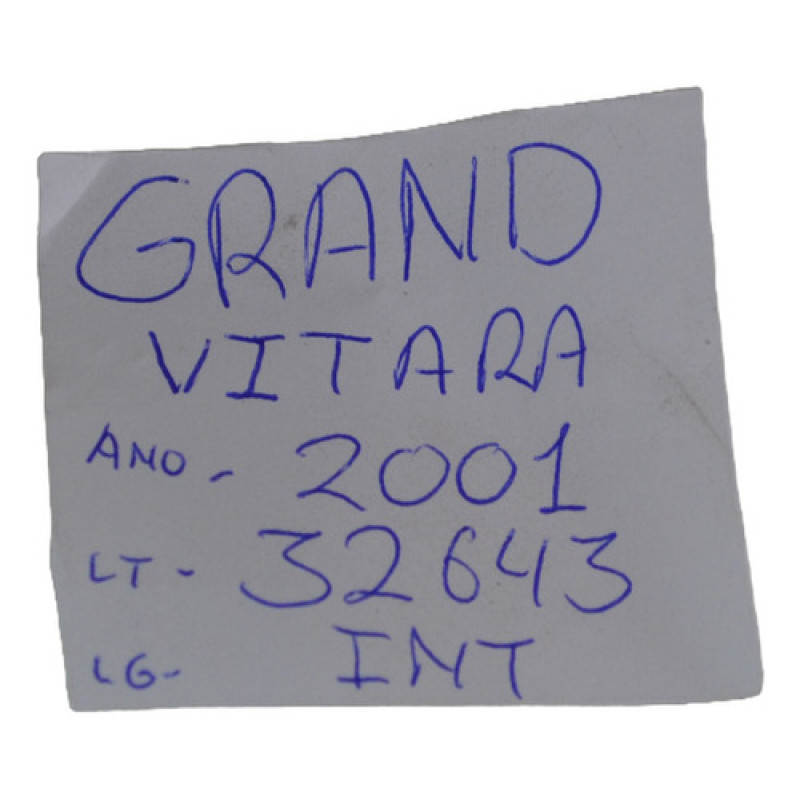 GRAND
VITARA
ANO - 2001
LT - 32643
LG - INT